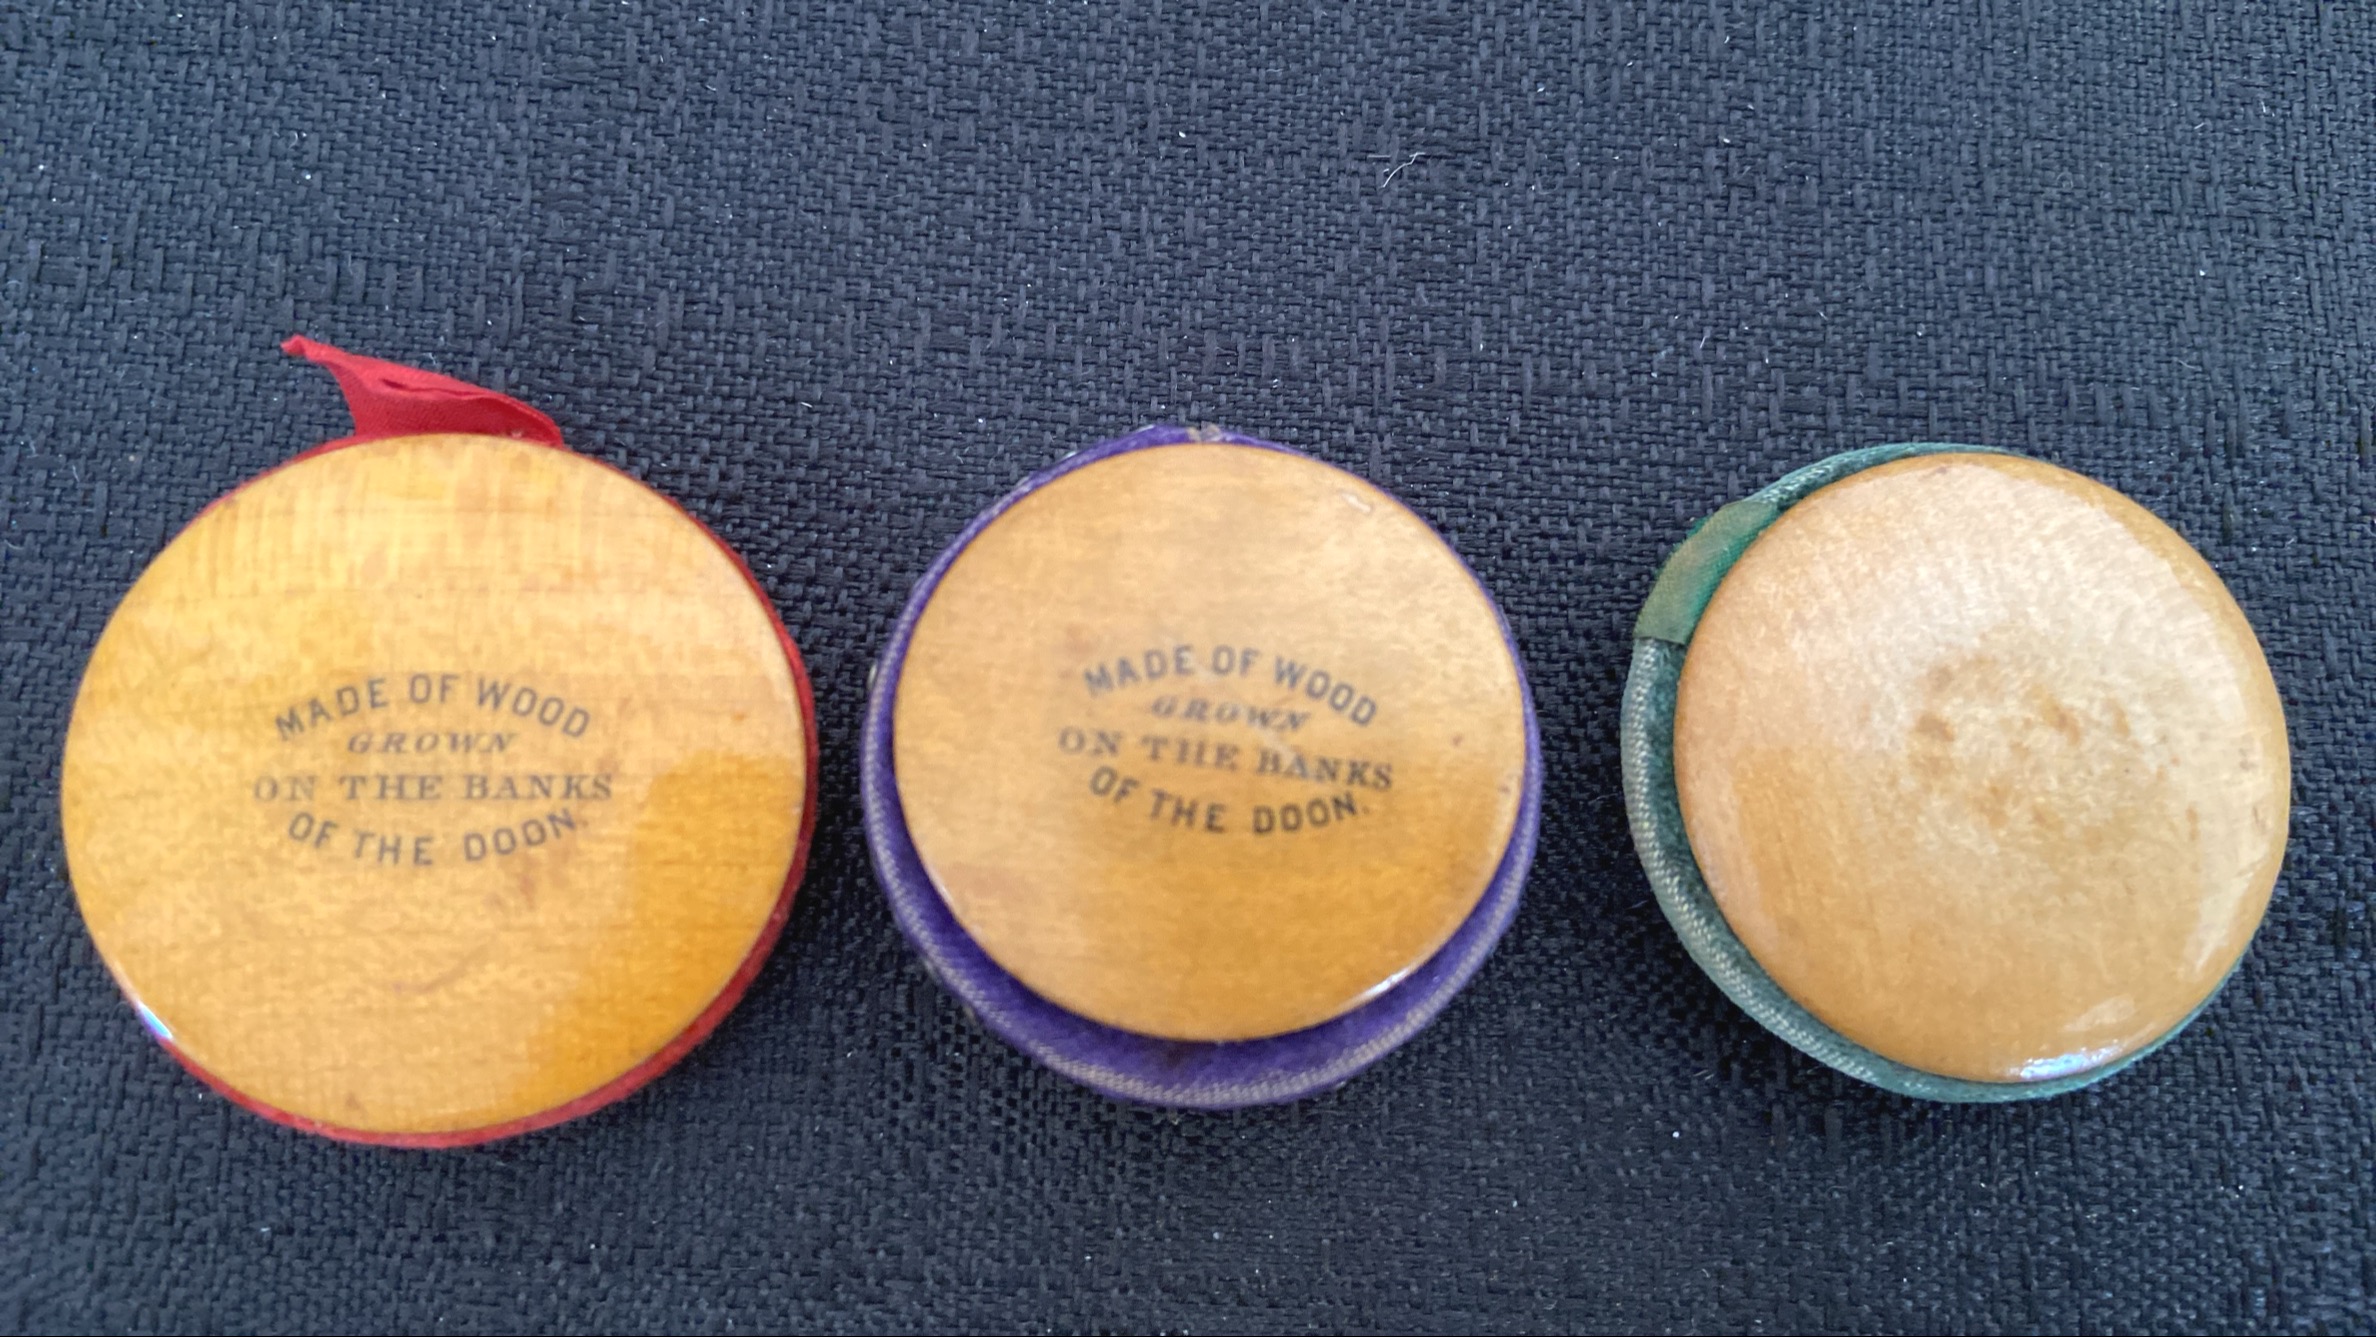 MADE OF WOOD
GROWN
ON THE BANKS
OF THE DOON.
MADE OF WOOD
GROWN
ON THE BANKS
OF THE DOON.